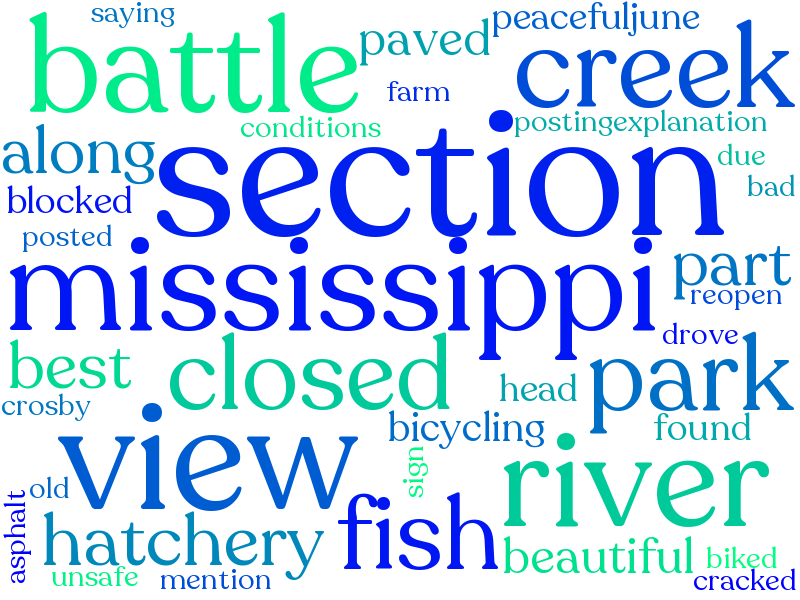 saying
peacefuljune
battle
paved
creek
farm
conditions
postingexplanation
along
section
due
blocked
bad
posted
mississippi
part
reopen
drove
best
closed
park
head
crosby
bicycling
found
view
sign
river
old
asphalt
hatchery
fish
beautiful
biked
unsafe
mention
cracked